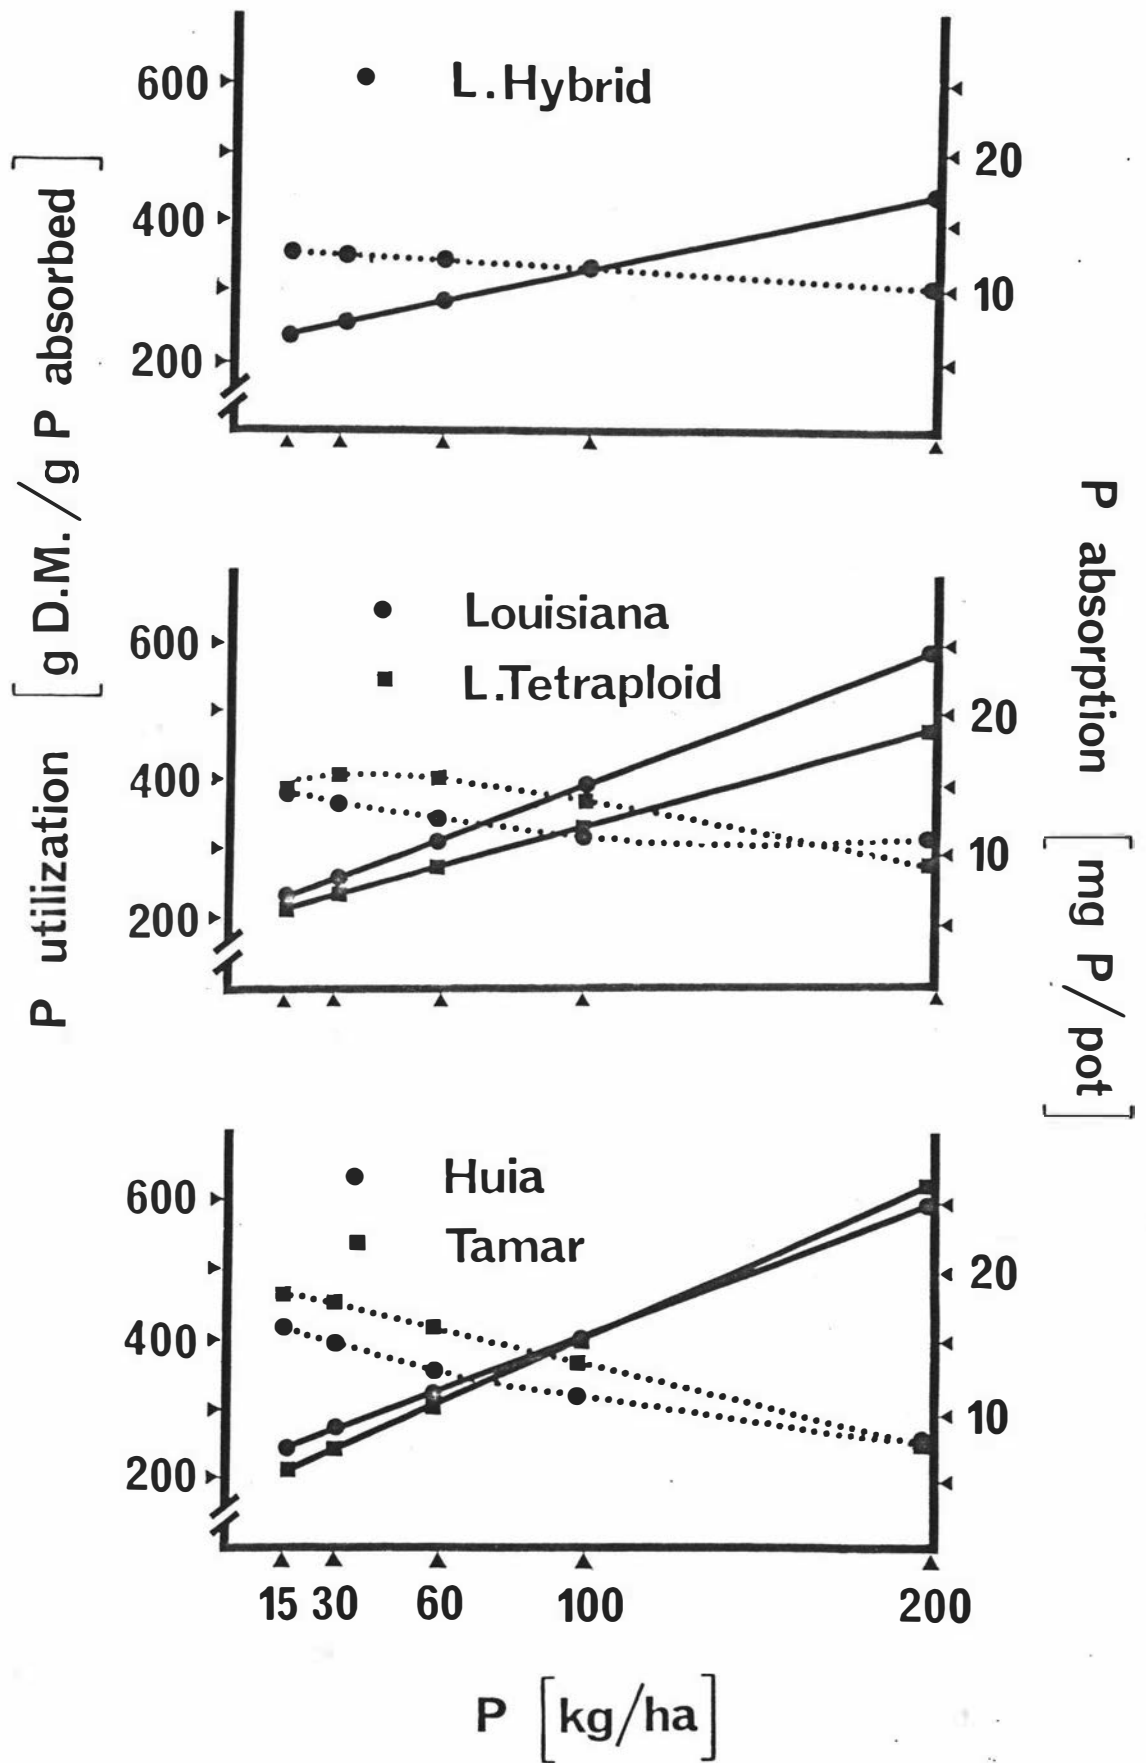 P utilization [g D.M./g P absorbed]
P absorption [mg P/pot]
L.Hybrid
600
400
200
20
10
Louisiana
L.Tetraploid
600
400
200
20
10
Huia
Tamar
600
400
200
20
10
15 30 60 100 200
P [kg/ha]